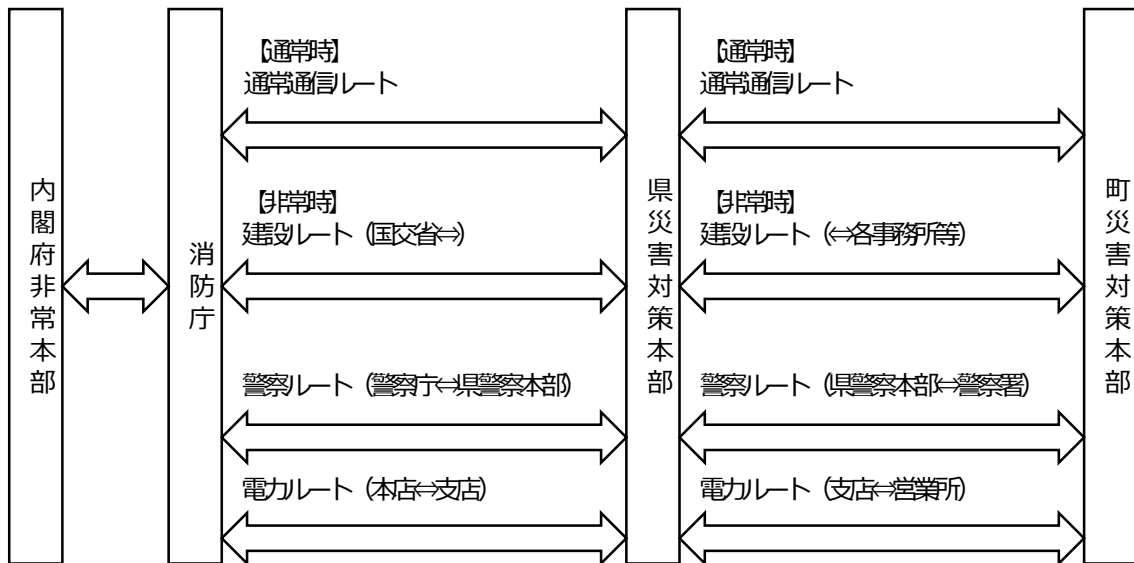 内閣府非常本部
消防庁
【通常時】
通常通信ルート
【非常時】
建設ルート（国交省⇔）
警察ルート（警察庁⇔県警察本部）
電力ルート（本店⇔支店）
県災害対策本部
【通常時】
通常通信ルート
【非常時】
建設ルート（⇔各事務所等）
警察ルート（県警察本部⇔警察署）
電力ルート（支店⇔営業所）
町災害対策本部